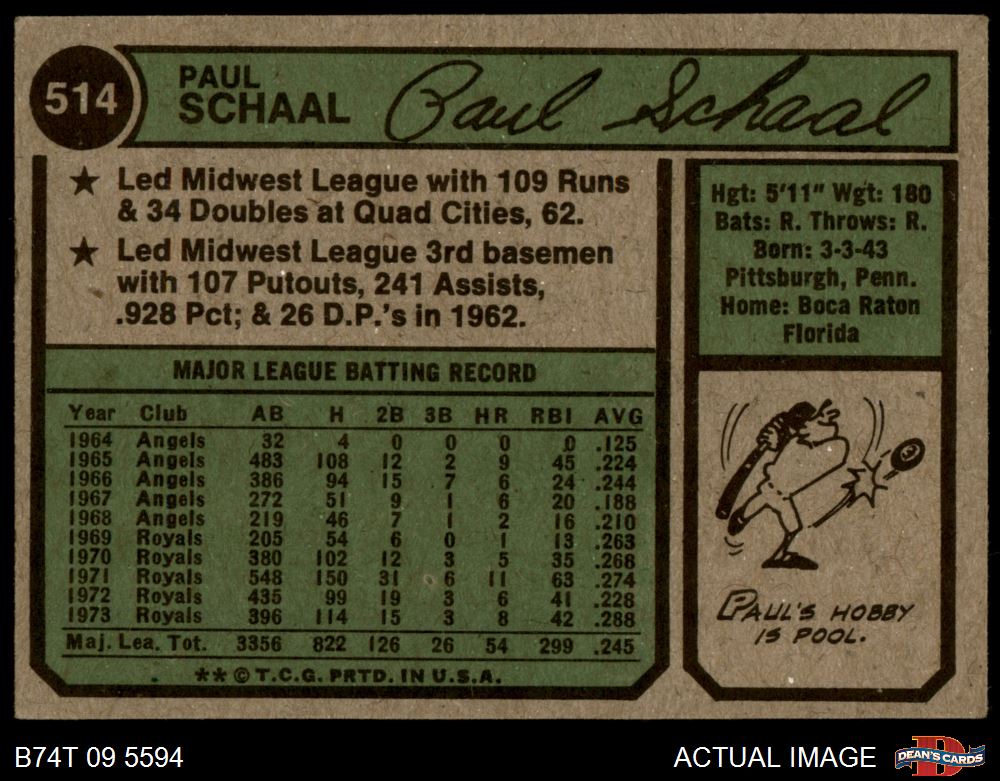 514
PAUL
SCHAAL
Paul Schaal
★ Led Midwest League with 109 Runs
& 34 Doubles at Quad Cities, 62.
★ Led Midwest League 3rd basemen
with 107 Putouts, 241 Assists,
.928 Pct; & 26 D.P.'s in 1962.
Hgt: 5'11" Wgt: 180
Bats: R. Throws: R.
Born: 3-3-43
Pittsburgh, Penn.
Home: Boca Raton
Florida
MAJOR LEAGUE BATTING RECORD
Year Club AB H 2B 3B HR RBI AVG
1964 Angels 32 4 0 0 0 0 .125
1965 Angels 483 108 12 2 9 45 .224
1966 Angels 386 94 15 7 6 24 .244
1967 Angels 272 51 9 1 6 20 .188
1968 Angels 219 46 7 1 2 16 .210
1969 Royals 205 54 6 0 1 13 .263
1970 Royals 380 102 12 3 5 35 .268
1971 Royals 548 150 31 6 11 63 .274
1972 Royals 435 99 19 3 6 41 .228
1973 Royals 396 114 15 3 8 42 .288
Maj. Lea. Tot. 3356 822 126 26 54 299 .245
**©T.C.G. PRTD. IN U.S.A.
PAUL'S HOBBY
IS POOL.
B74T 09 5594
ACTUAL IMAGE
DEAN'S CARDS